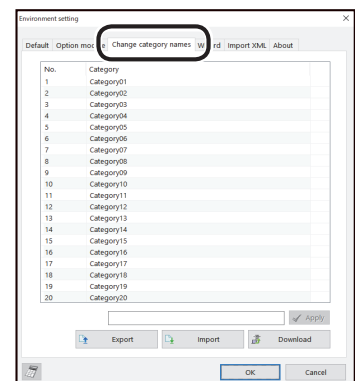 Environment setting
Default Option mod Change category names W rd Import XML About
No. Category
1 Category01
2 Category02
3 Category03
4 Category04
5 Category05
6 Category06
7 Category07
8 Category08
9 Category09
10 Category10
11 Category11
12 Category12
13 Category13
14 Category14
15 Category15
16 Category16
17 Category17
18 Category18
19 Category19
20 Category20
Apply
Export Import Download
OK Cancel